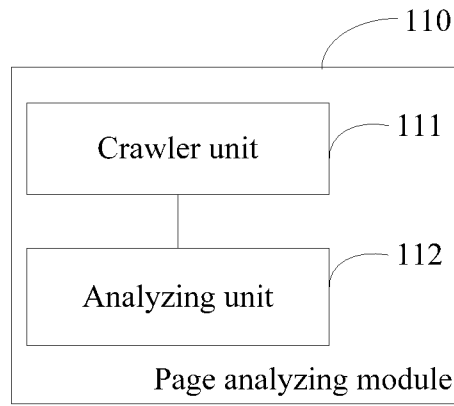 110
Crawler unit
111
Analyzing unit
112
Page analyzing module